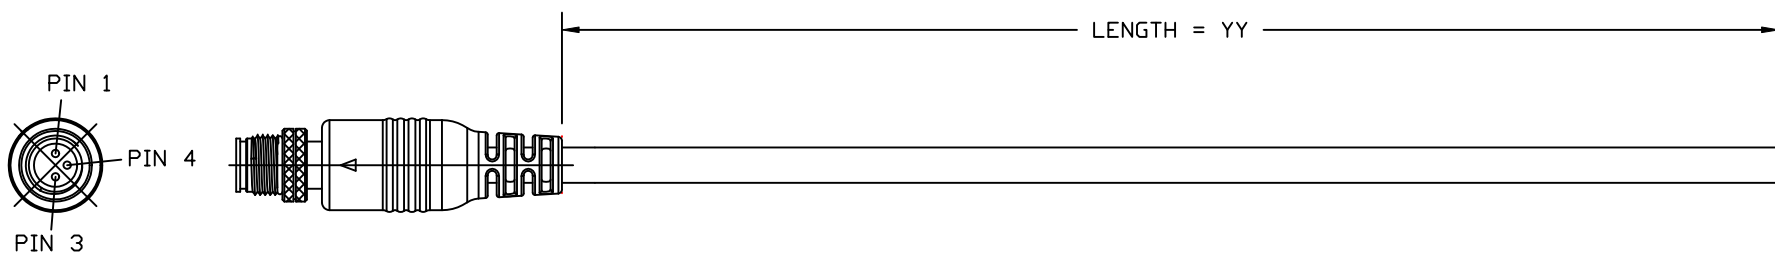 LENGTH = YY
PIN 1
PIN 4
PIN 3